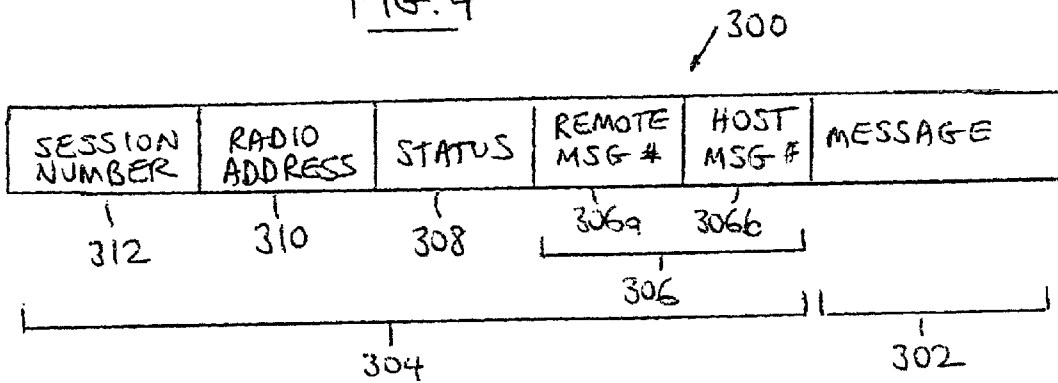 FIG. 4
300
SESSION NUMBER
RADIO ADDRESS
STATUS
REMOTE MSG #
HOST MSG #
MESSAGE
312
310
308
306a
306b
306
304
302